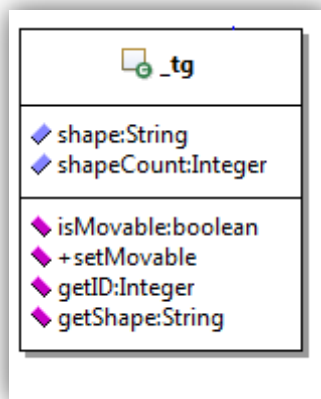 _tg
shape:String
shapeCount:Integer
isMovable:boolean
+setMovable
getID:Integer
getShape:String